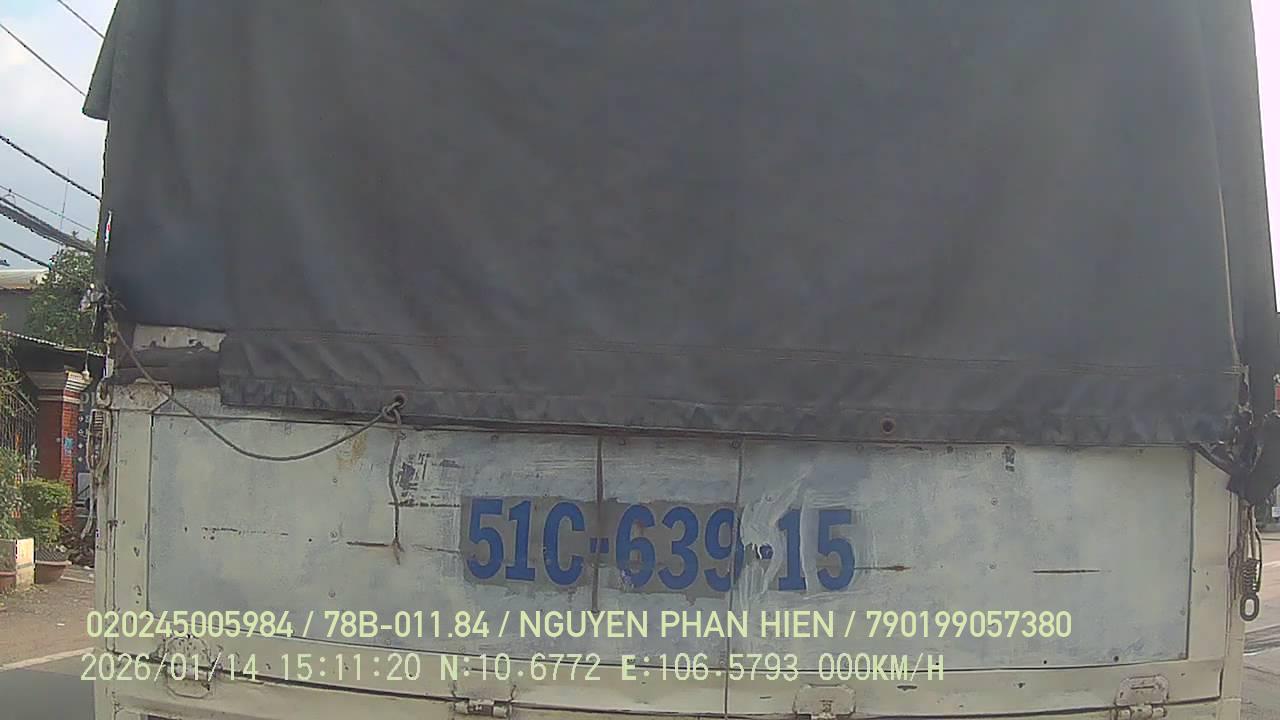 51C-639.15
020245005984 / 78B-011.84 / NGUYEN PHAN HIEN / 790199057380
2026/01/14 15:11:20 N:10.6772 E:106.5793 000KM/H